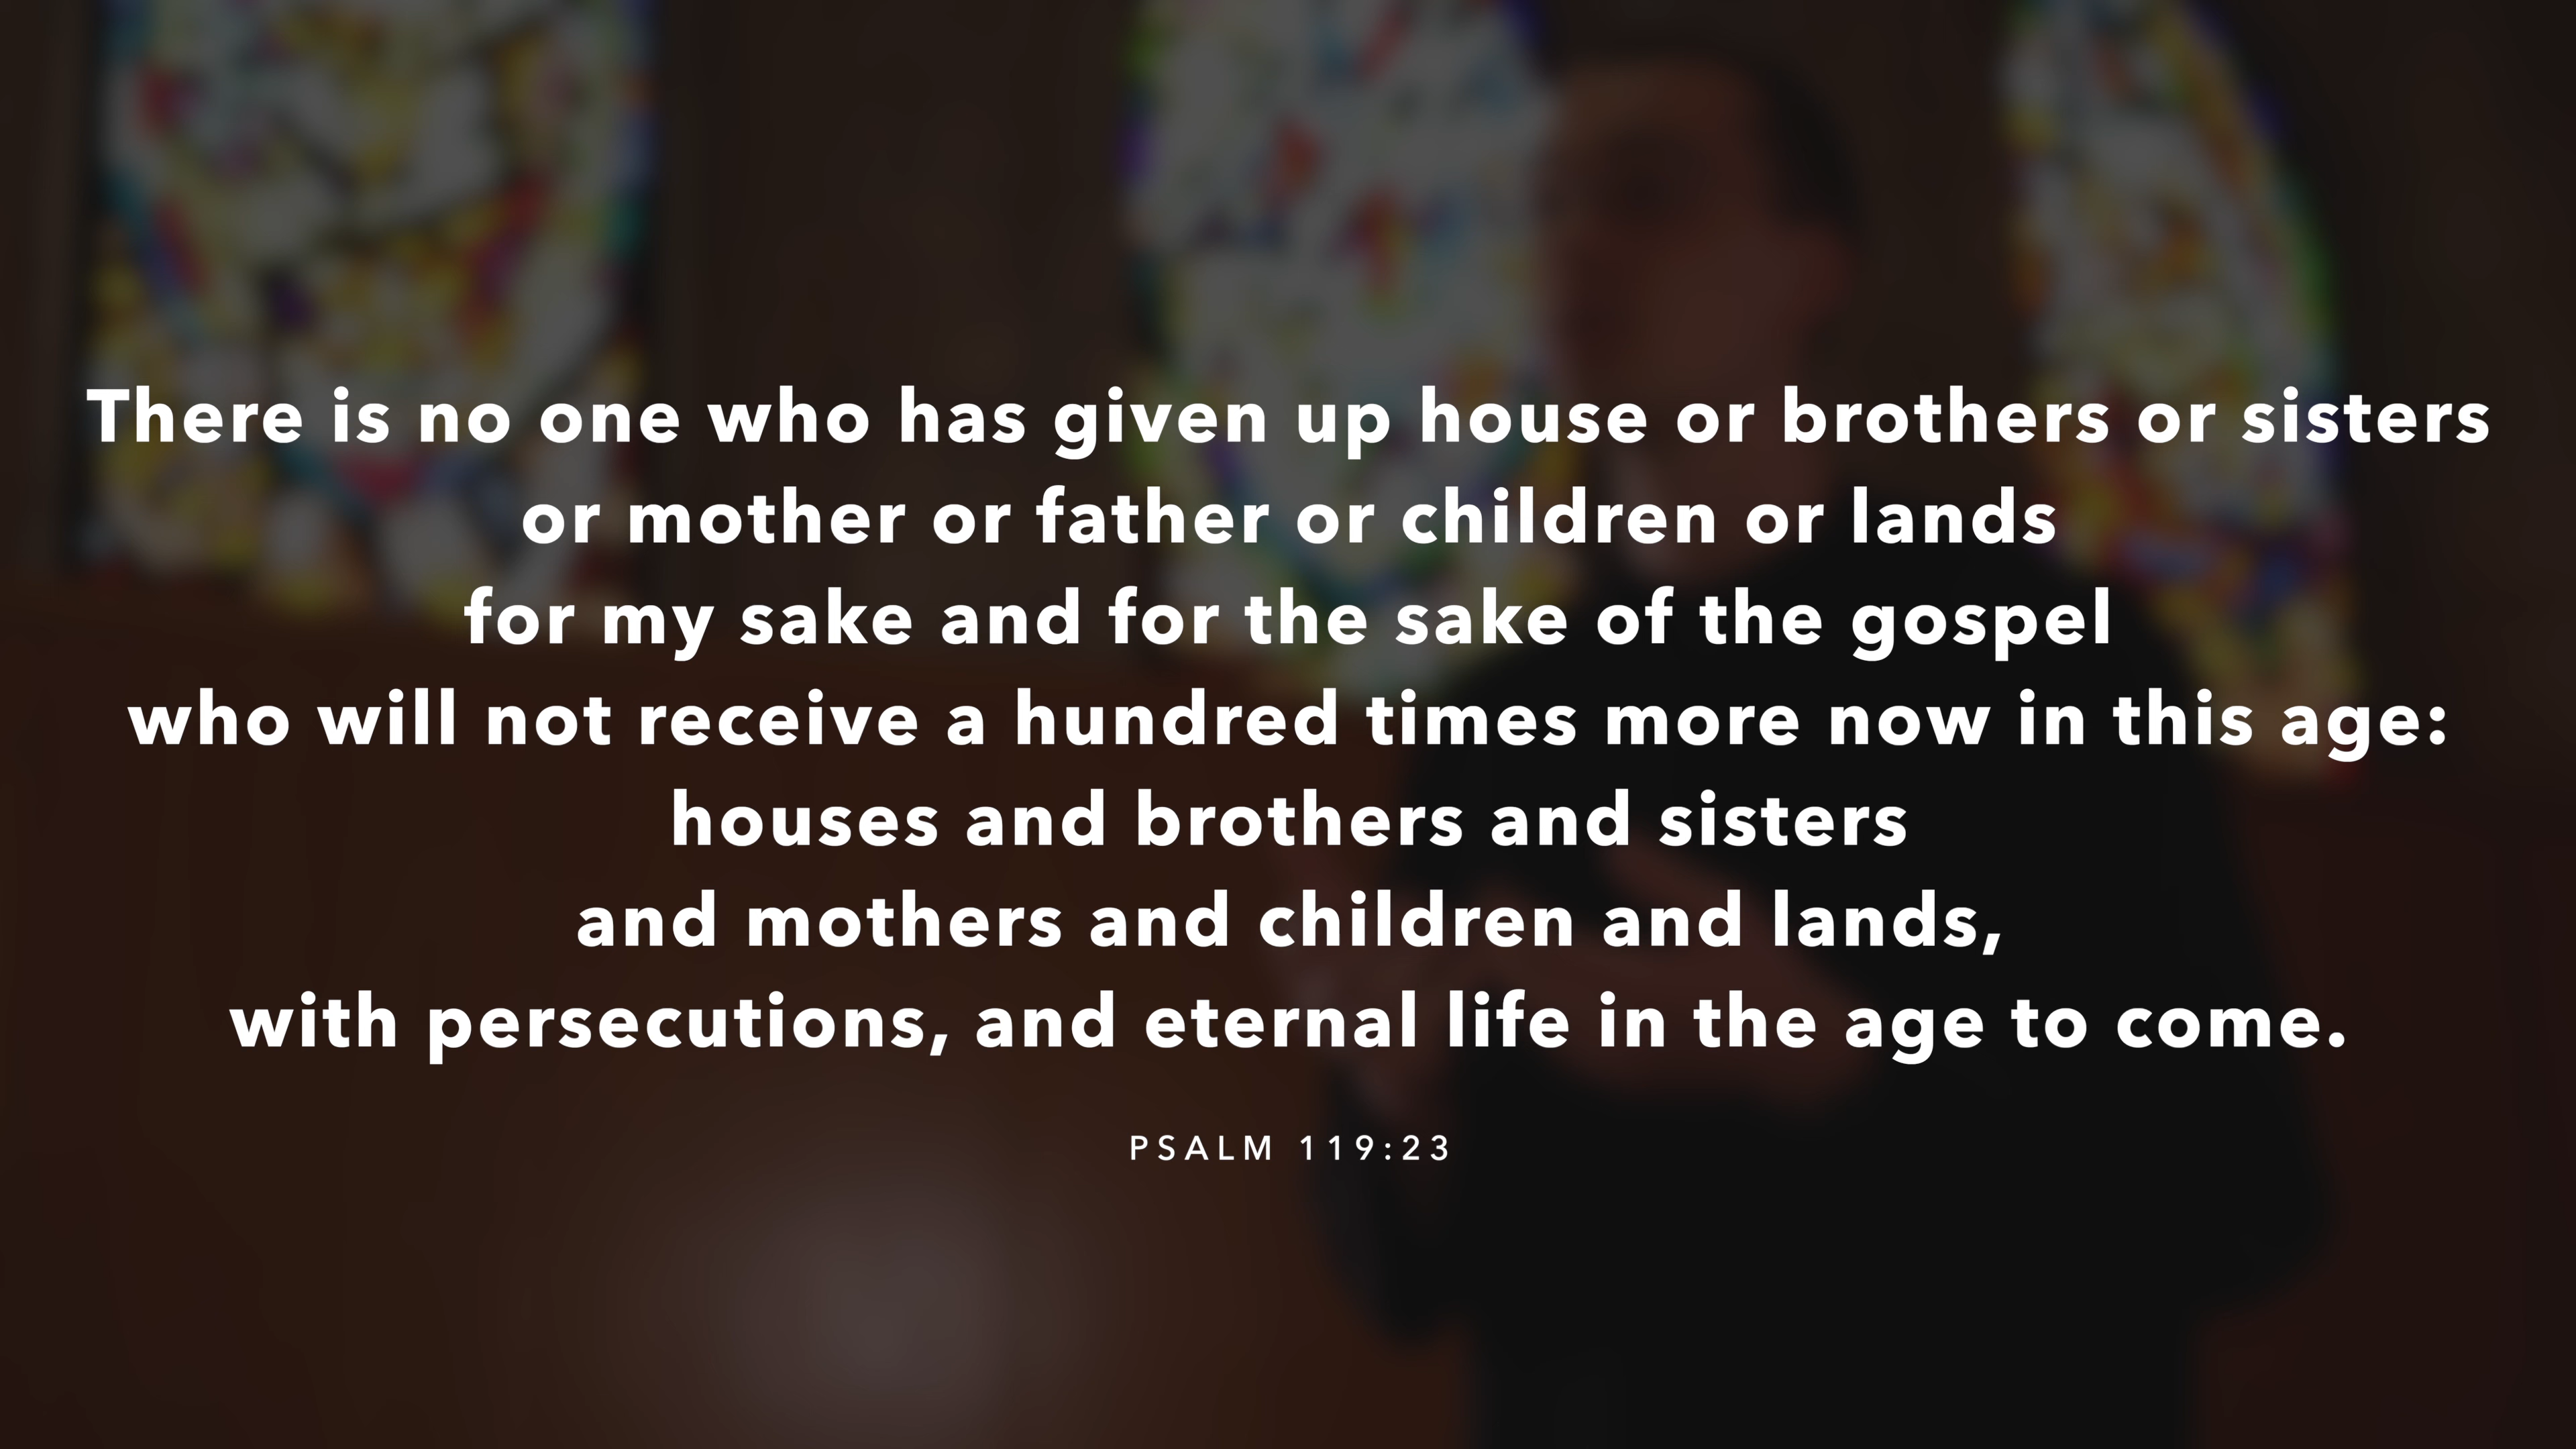 There is no one who has given up house or brothers or sisters
or mother or father or children or lands
for my sake and for the sake of the gospel
who will not receive a hundred times more now in this age:
houses and brothers and sisters
and mothers and children and lands,
with persecutions, and eternal life in the age to come.
PSALM 119:23